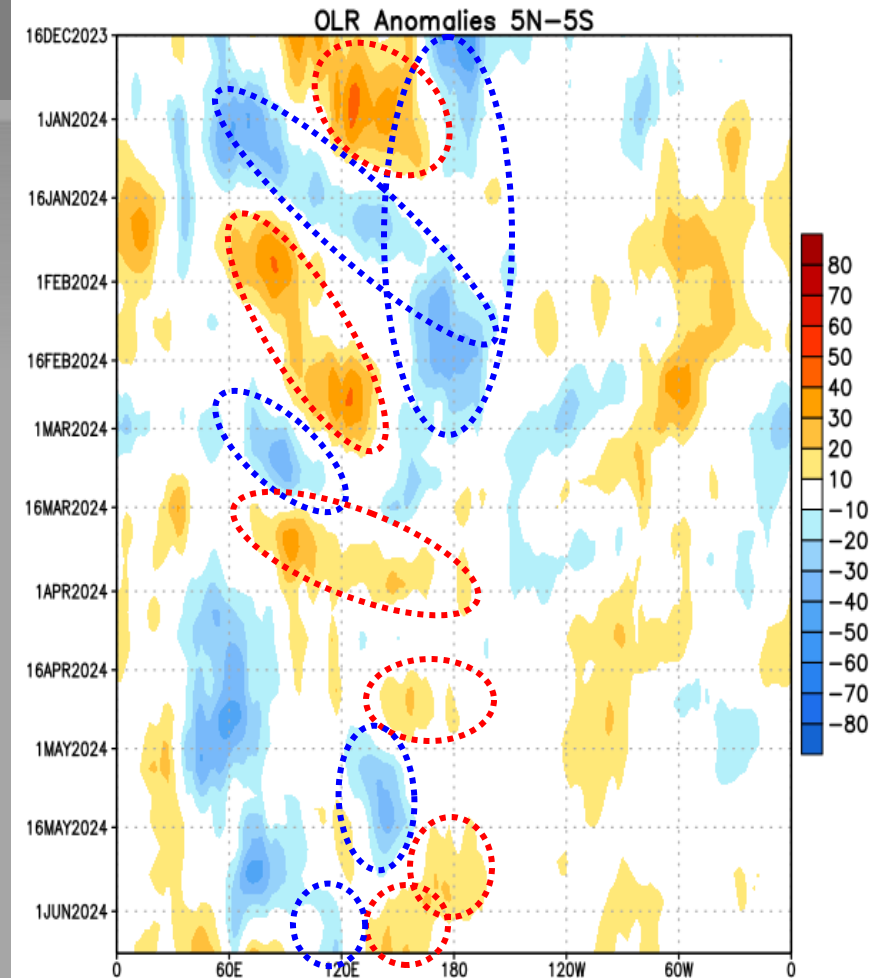 OLR Anomalies 5N-5S
16DEC2023
1JAN2024
16JAN2024
1FEB2024
16FEB2024
1MAR2024
16MAR2024
1APR2024
16APR2024
1MAY2024
16MAY2024
1JUN2024
0 60E 120E 180 120W 60W 0
80
70
60
50
40
30
20
10
-10
-20
-30
-40
-50
-60
-70
-80